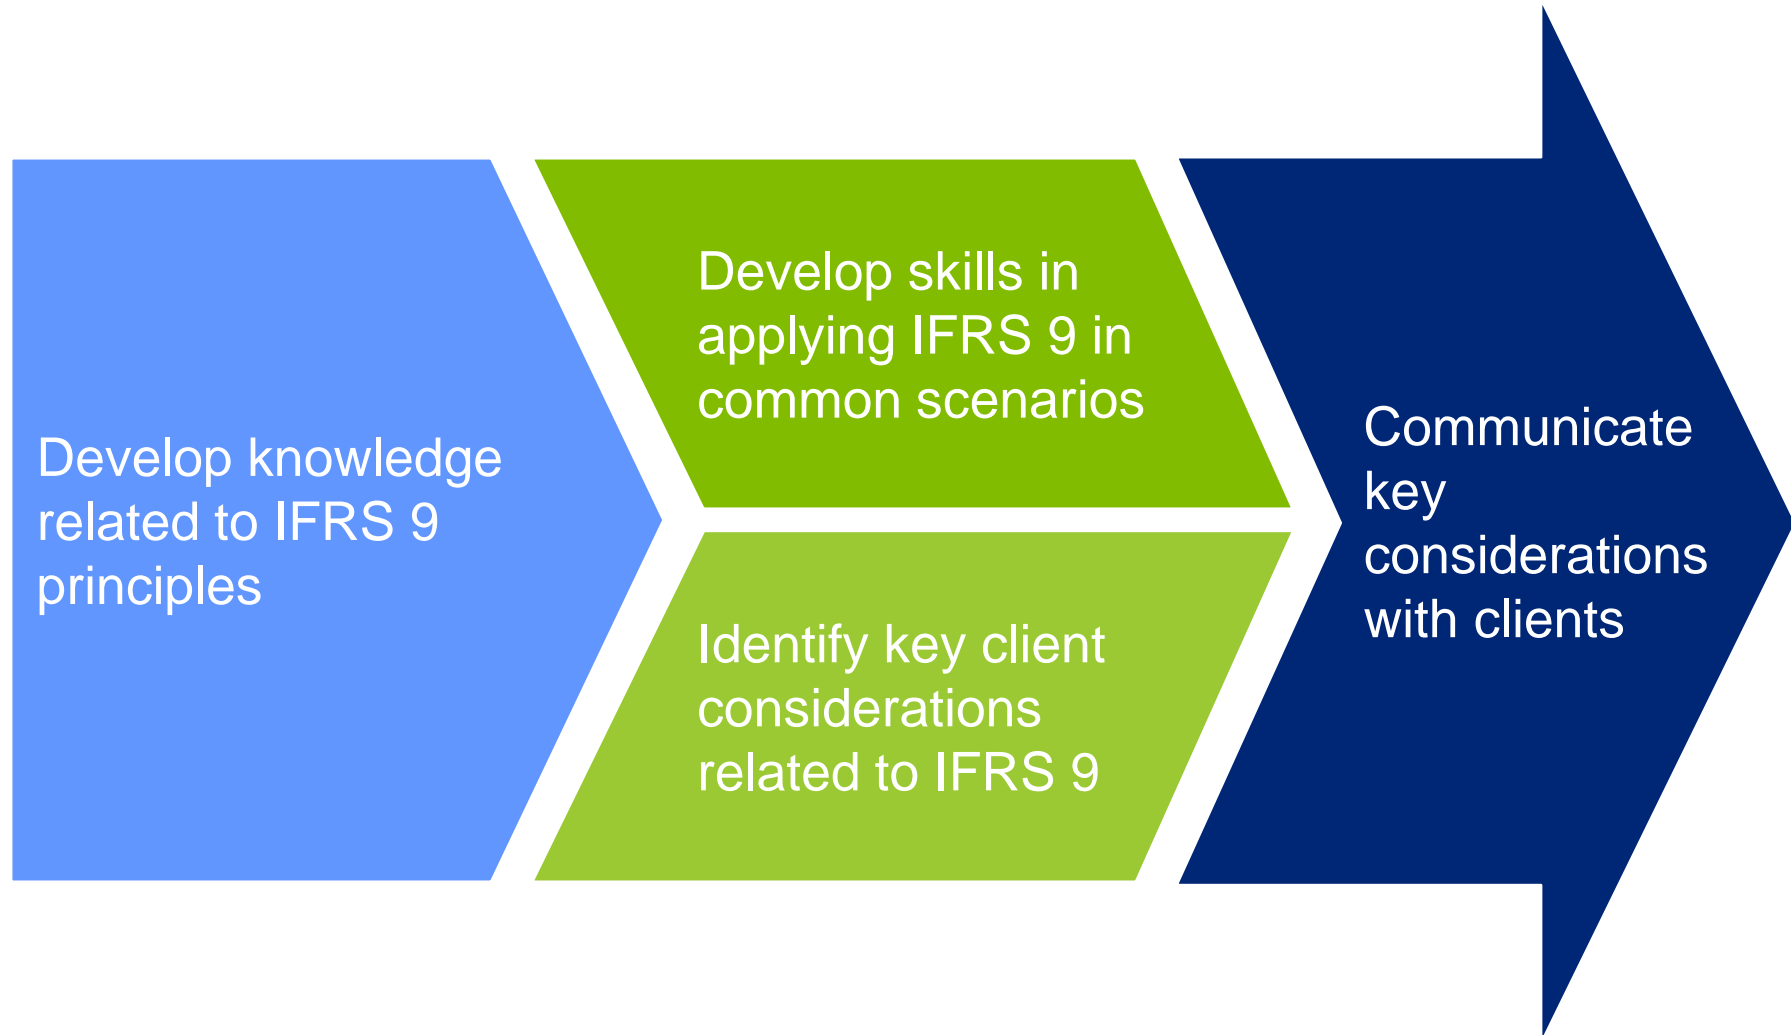 Develop knowledge
related to IFRS 9
principles
Develop skills in
applying IFRS 9 in
common scenarios
Identify key client
considerations
related to IFRS 9
Communicate
key
considerations
with clients